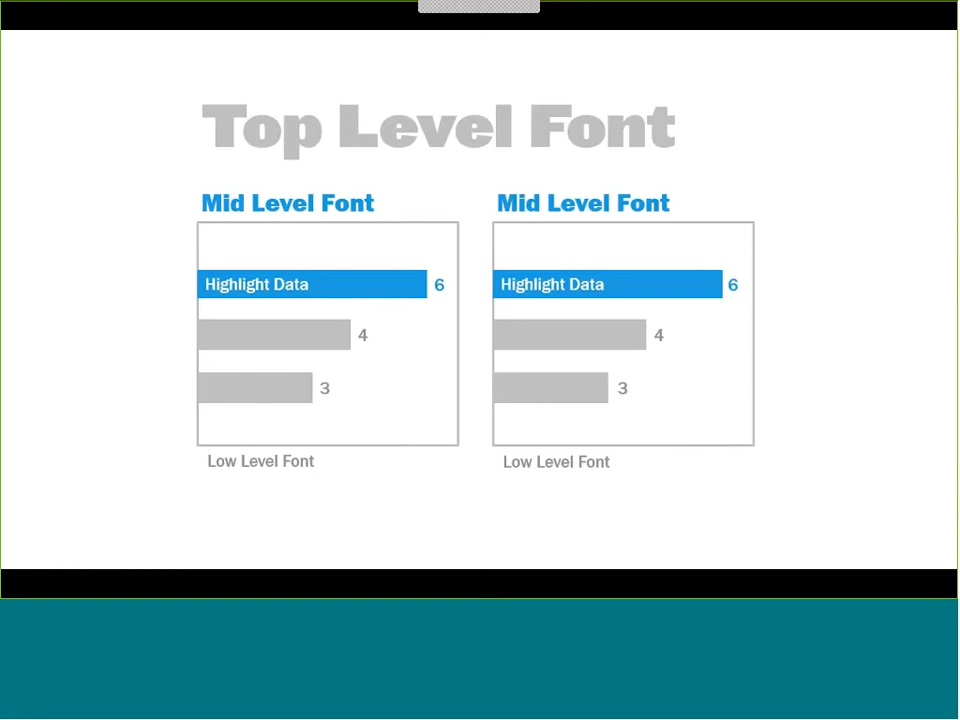 Top Level Font
Mid Level Font
Highlight Data 6
4
3
Low Level Font
Mid Level Font
Highlight Data 6
4
3
Low Level Font